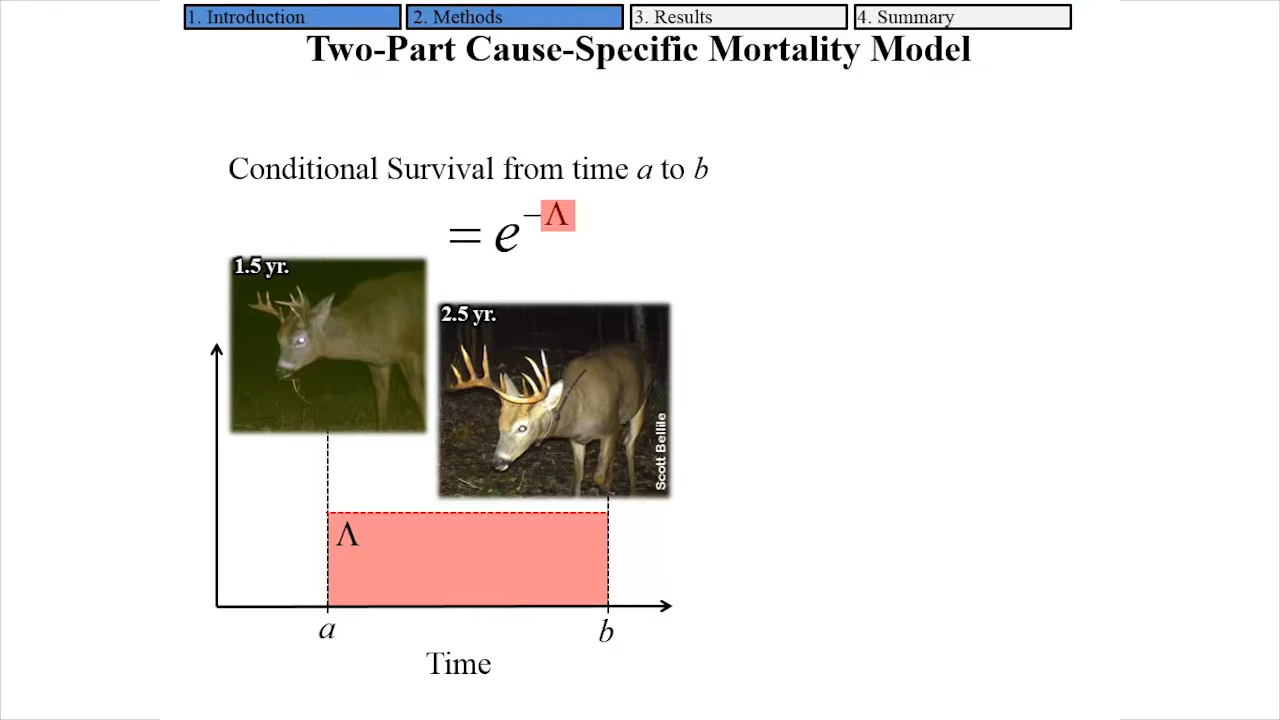 1. Introduction
2. Methods
3. Results
4. Summary
Two-Part Cause-Specific Mortality Model
Conditional Survival from time a to b
= e^−Λ
1.5 yr.
2.5 yr.
Scott Bellile
Λ
a
b
Time